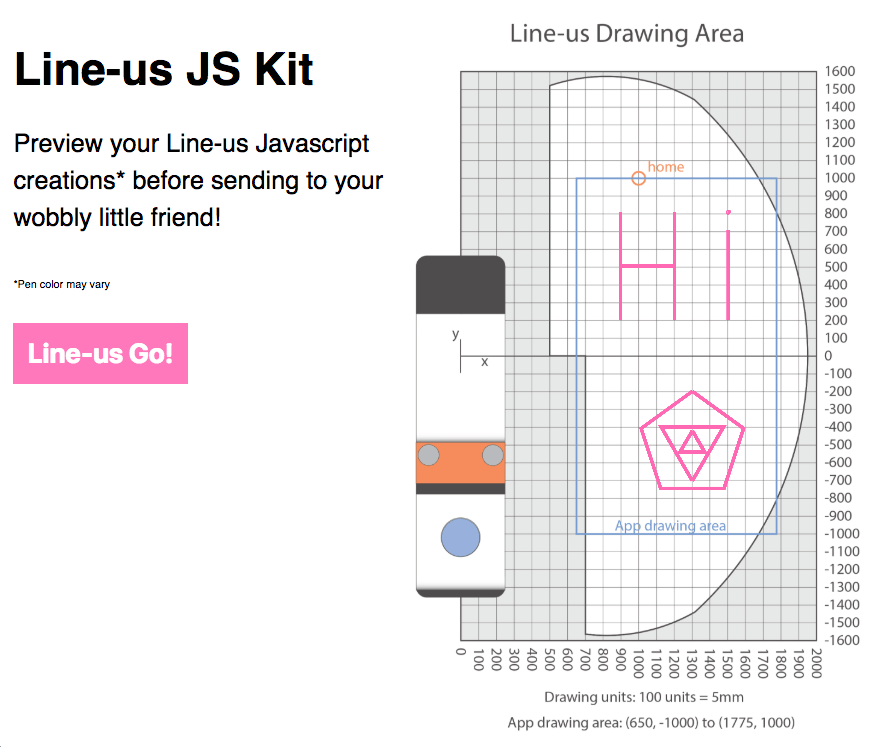 Line-us JS Kit
Preview your Line-us Javascript
creations* before sending to your
wobbly little friend!
*Pen color may vary
Line-us Go!
Line-us Drawing Area
1600
1500
1400
1300
1200
1100
1000
900
800
700
600
500
400
300
200
100
0
-100
-200
-300
-400
-500
-600
-700
-800
-900
-1000
-1100
-1200
-1300
-1400
-1500
-1600
home
Hi
y
x
App drawing area
0 100 200 300 400 500 600 700 800 900 1000 1100 1200 1300 1400 1500 1600 1700 1800 1900 2000
Drawing units: 100 units = 5mm
App drawing area: (650, -1000) to (1775, 1000)